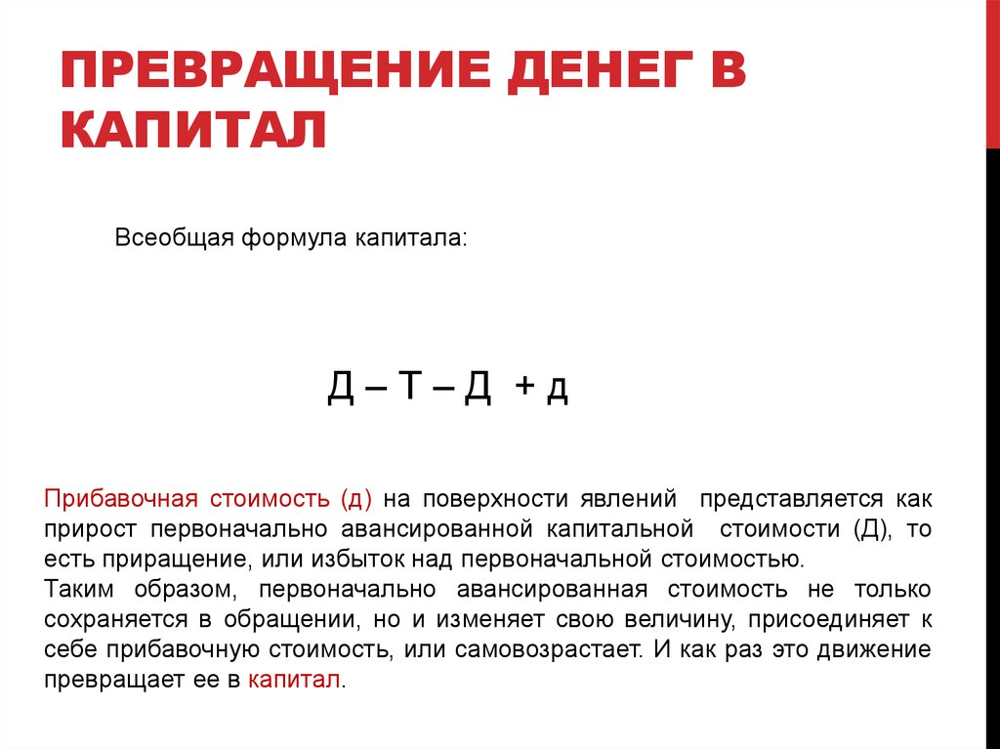 ПРЕВРАЩЕНИЕ ДЕНЕГ В
КАПИТАЛ
Всеобщая формула капитала:
Д – Т – Д + д
Прибавочная стоимость (д) на поверхности явлений представляется как
прирост первоначально авансированной капитальной стоимости (Д), то
есть приращение, или избыток над первоначальной стоимостью.
Таким образом, первоначально авансированная стоимость не только
сохраняется в обращении, но и изменяет свою величину, присоединяет к
себе прибавочную стоимость, или самовозрастает. И как раз это движение
превращает ее в капитал.